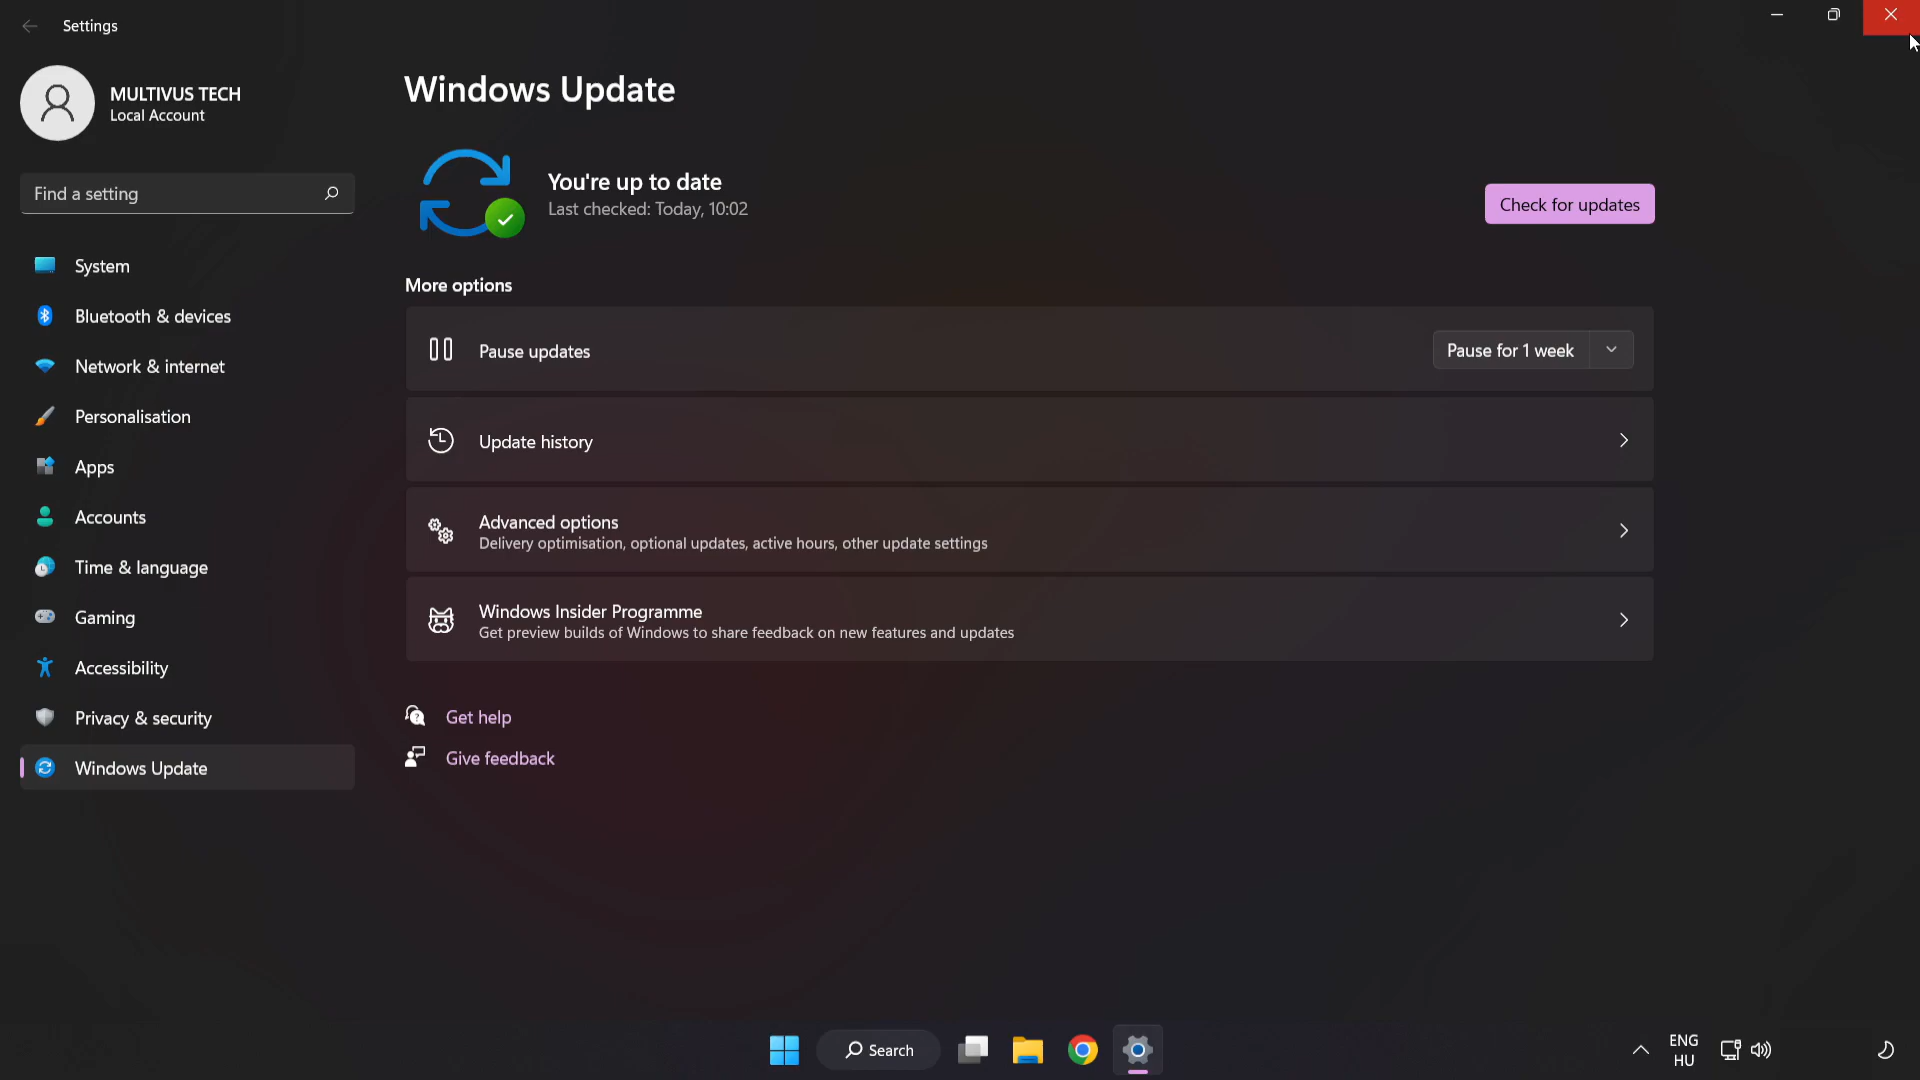 Settings
MULTIVUS TECH
Local Account
Find a setting
System
Bluetooth & devices
Network & internet
Personalisation
Apps
Accounts
Time & language
Gaming
Accessibility
Privacy & security
Windows Update
Windows Update
You're up to date
Last checked: Today, 10:02
Check for updates
More options
Pause updates
Pause for 1 week
Update history
Advanced options
Delivery optimisation, optional updates, active hours, other update settings
Windows Insider Programme
Get preview builds of Windows to share feedback on new features and updates
Get help
Give feedback
Search
ENG
HU